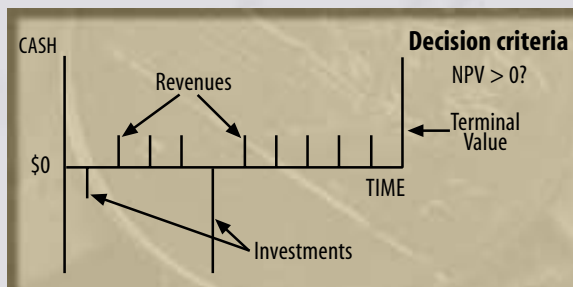 CASH
Decision criteria
NPV > 0?
Revenues
Terminal
Value
$0
TIME
Investments